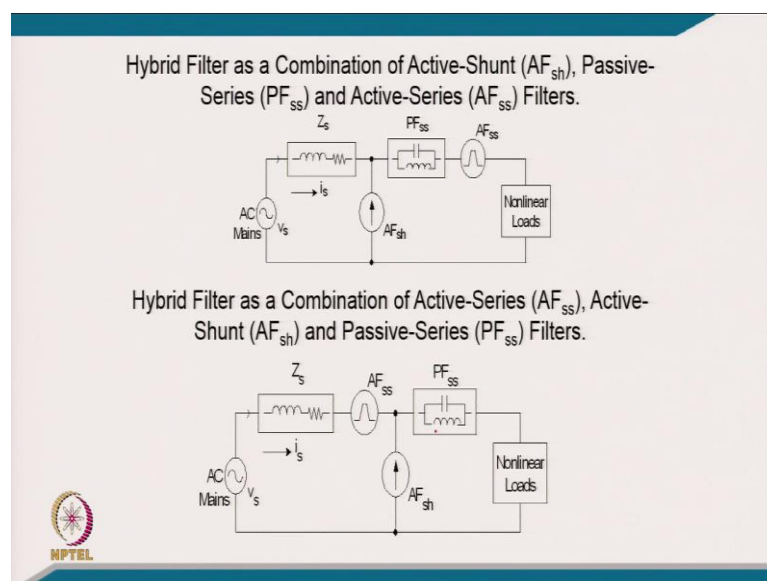 Hybrid Filter as a Combination of Active-Shunt (AFsh), Passive-
Series (PFss) and Active-Series (AFss) Filters.
Zs
PFss
AFss
is
AC
Mains
vs
AFsh
Nonlinear
Loads
Hybrid Filter as a Combination of Active-Series (AFss), Active-
Shunt (AFsh) and Passive-Series (PFss) Filters.
Zs
AFss
PFss
is
AC
Mains
vs
AFsh
Nonlinear
Loads
NPTEL